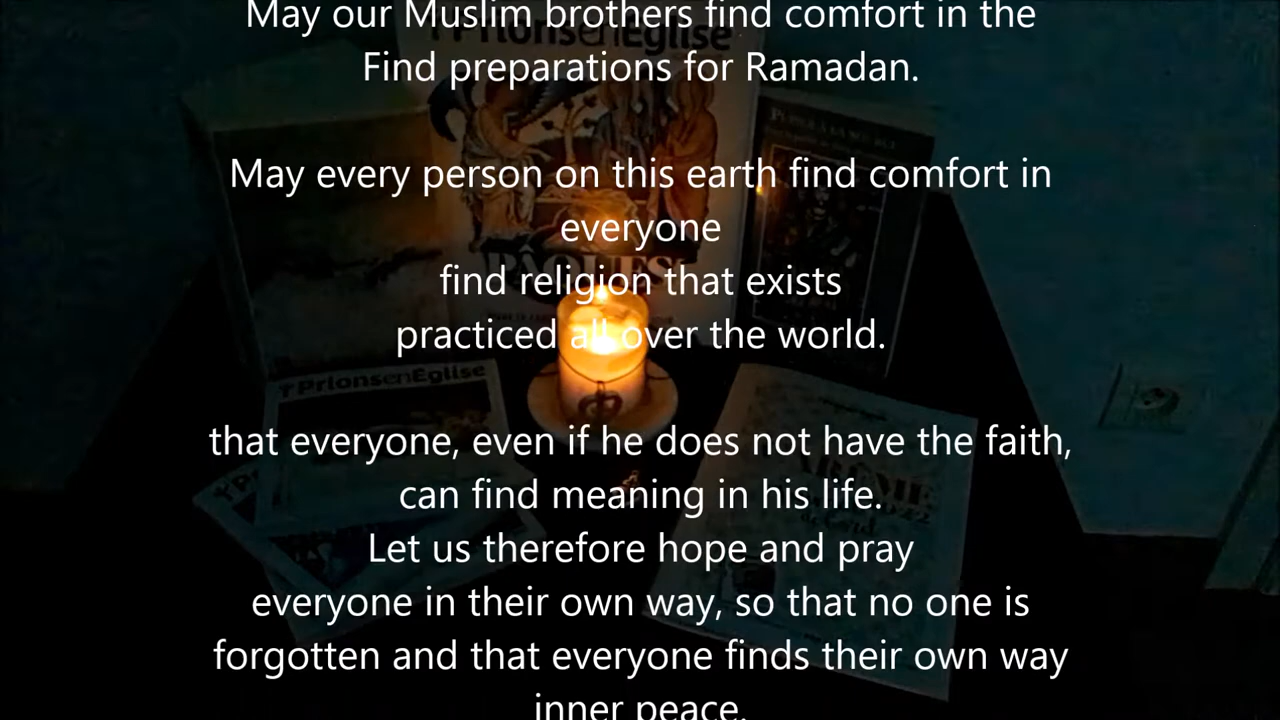 May our Muslim brothers find comfort in the
Find preparations for Ramadan.
PrionsenEglise
May every person on this earth find comfort in
everyone
PÂQUES
find religion that exists
practiced all over the world.
PrionsenEglise
that everyone, even if he does not have the faith,
can find meaning in his life.
Let us therefore hope and pray
everyone in their own way, so that no one is
forgotten and that everyone finds their own way
inner peace.